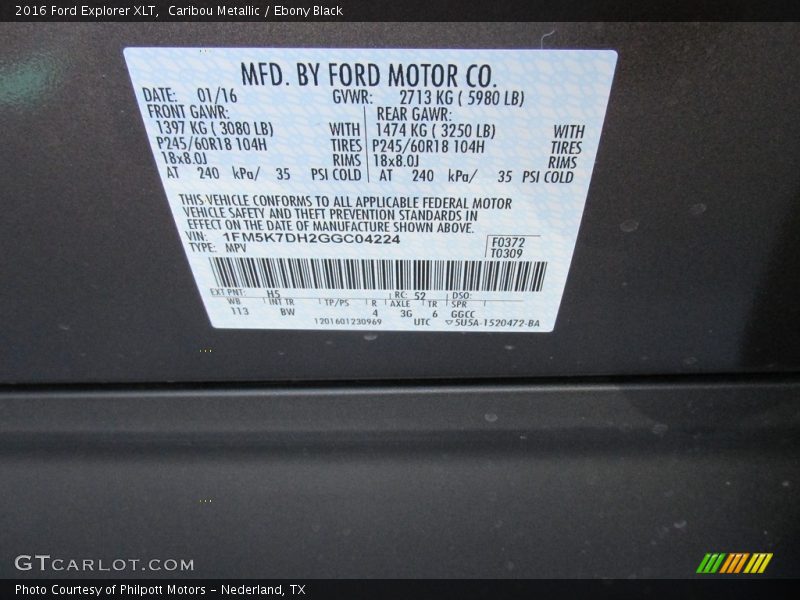 2016 Ford Explorer XLT,  Caribou Metallic / Ebony Black
MFD. BY FORD MOTOR CO.
DATE: 01/16 GVWR: 2713 KG ( 5980 LB)
FRONT GAWR: REAR GAWR:
1397 KG ( 3080 LB) WITH 1474 KG ( 3250 LB) WITH
P245/60R18 104H TIRES P245/60R18 104H TIRES
18x8.0J RIMS 18x8.0J RIMS
AT 240 kPa/ 35 PSI COLD AT 240 kPa/ 35 PSI COLD
THIS VEHICLE CONFORMS TO ALL APPLICABLE FEDERAL MOTOR
VEHICLE SAFETY AND THEFT PREVENTION STANDARDS IN
EFFECT ON THE DATE OF MANUFACTURE SHOWN ABOVE.
VIN: 1FM5K7DH2GGC04224 F0372
TYPE: MPV T0309
EXT PNT: H5 RC: 52 DSO:
WB INT TR TP/PS R AXLE TR SPR
113 BW 4 3G 6 GGCC
1201601230969 UTC ▽5U5A-1520472-BA
GTCARLOT.COM
Photo Courtesy of Philpott Motors - Nederland, TX